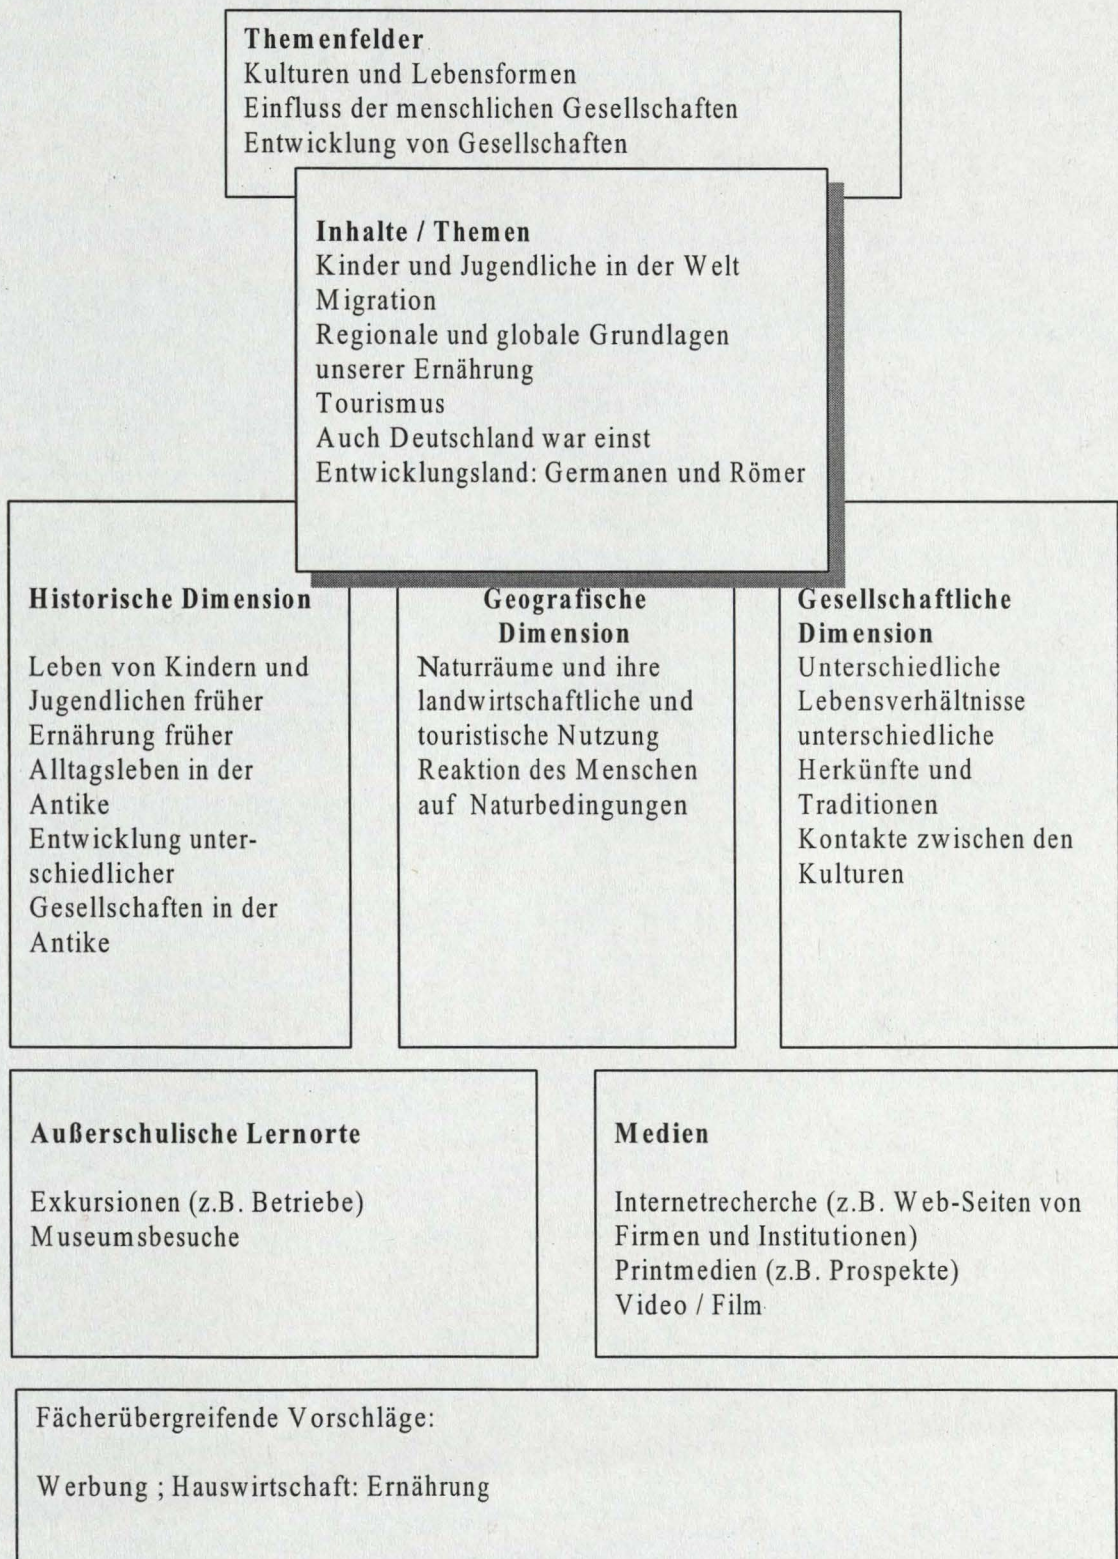 Themenfelder
Kulturen und Lebensformen
Einfluss der menschlichen Gesellschaften
Entwicklung von Gesellschaften
Inhalte / Themen
Kinder und Jugendliche in der Welt
Migration
Regionale und globale Grundlagen
unserer Ernährung
Tourismus
Auch Deutschland war einst
Entwicklungsland: Germanen und Römer
Historische Dimension
Leben von Kindern und
Jugendlichen früher
Ernährung früher
Alltagsleben in der
Antike
Entwicklung unter-
schiedlicher
Gesellschaften in der
Antike
Geografische
Dimension
Naturräume und ihre
landwirtschaftliche und
touristische Nutzung
Reaktion des Menschen
auf Naturbedingungen
Gesellschaftliche
Dimension
Unterschiedliche
Lebensverhältnisse
unterschiedliche
Herkünfte und
Traditionen
Kontakte zwischen den
Kulturen
Außerschulische Lernorte
Exkursionen (z.B. Betriebe)
Museumsbesuche
Medien
Internetrecherche (z.B. Web-Seiten von
Firmen und Institutionen)
Printmedien (z.B. Prospekte)
Video / Film
Fächerübergreifende Vorschläge:
Werbung ; Hauswirtschaft: Ernährung